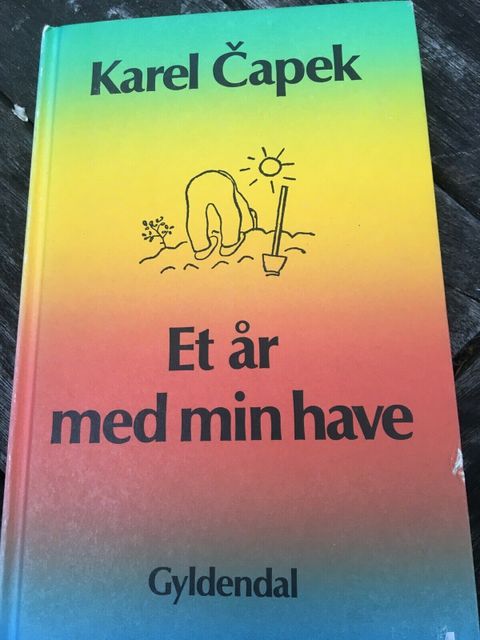 Karel Čapek
Et år
med min have
Gyldendal